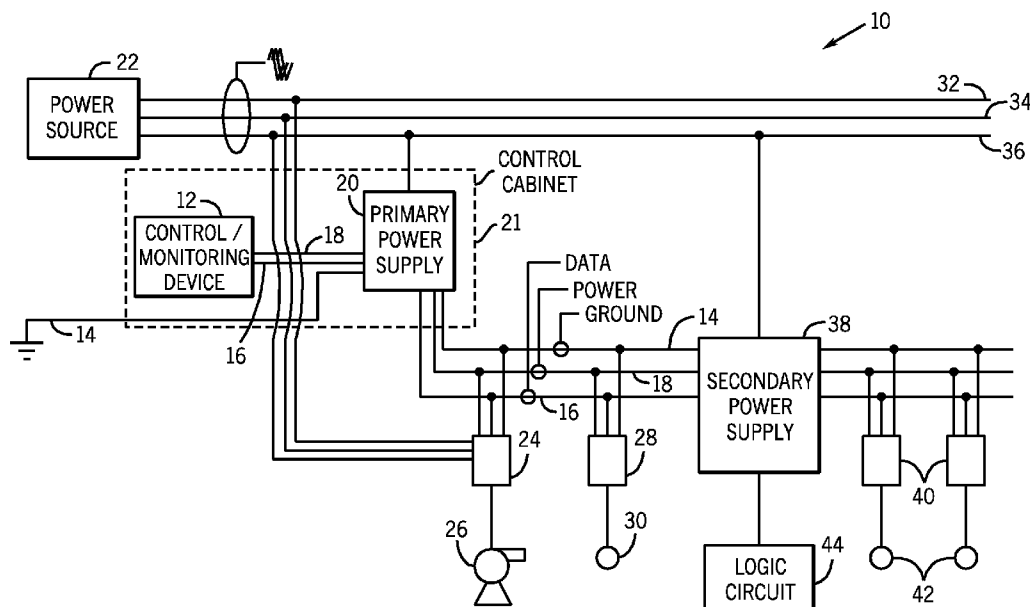 10
22
POWER
SOURCE
32
34
36
CONTROL
CABINET
20
12
PRIMARY
POWER
SUPPLY
21
CONTROL /
MONITORING
DEVICE
18
16
14
DATA
POWER
GROUND
14
38
18
16
SECONDARY
POWER
SUPPLY
24
28
40
26
30
44
42
LOGIC
CIRCUIT